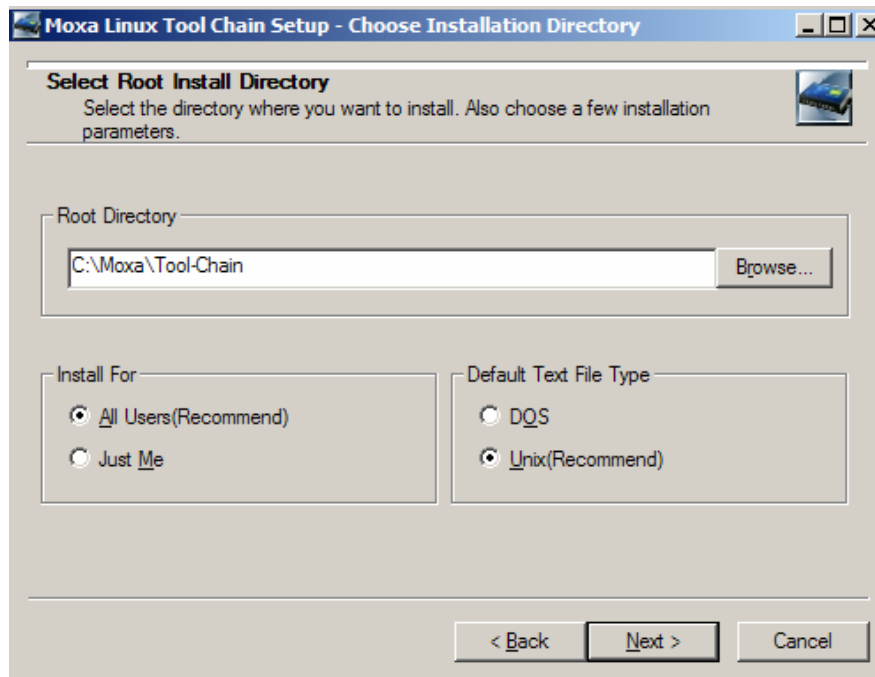 Moxa Linux Tool Chain Setup - Choose Installation Directory
Select Root Install Directory
Select the directory where you want to install. Also choose a few installation
parameters.
Root Directory
C:\Moxa\Tool-Chain
Browse...
Install For
All Users(Recommend)
Just Me
Default Text File Type
DOS
Unix(Recommend)
< Back
Next >
Cancel